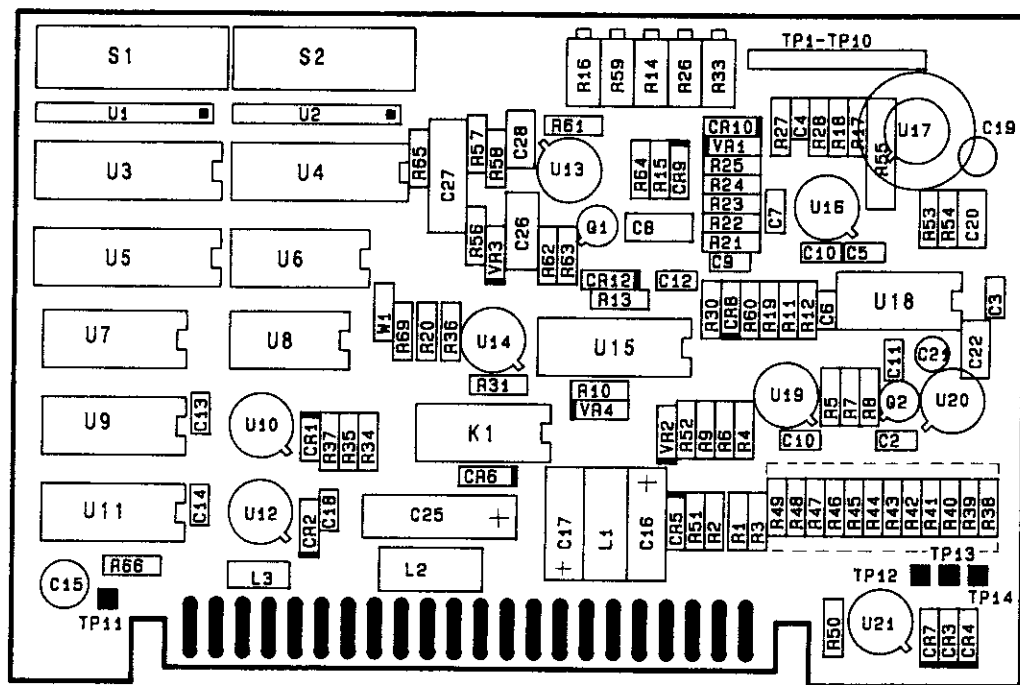 S1
S2
R16
R59
R14
R26
R33
TP1-TP10
U1
U2
R65
R57
R58
C28
R61
CR10
VR1
R25
R24
R23
R22
R21
C9
R27
C4
R28
R18
R17
R55
U17
C19
U3
U4
C27
U13
R64
R15
CR9
C7
U16
R53
R54
C20
R56
VR3
C26
Q1
C8
R62
R63
C10
C5
U5
U6
CR12
R13
C12
W1
R69
R20
R36
U14
U15
R30
CR8
R60
R19
R11
R12
C6
U18
C3
U7
U8
R31
R10
VR4
C11
C21
C22
U9
C13
U10
CR1
R37
R35
R34
K1
VR2
R52
R9
R6
R4
U19
C10
R5
R7
R8
Q2
C2
U20
CR6
U11
C14
U12
CR2
C18
C25
+
C17
+
L1
C16
+
CR5
R51
R2
R1
R3
R49
R48
R47
R46
R45
R44
R43
R42
R41
R40
R39
R38
R66
C15
TP11
L3
L2
TP12
TP13
TP14
R50
U21
CR7
CR3
CR4